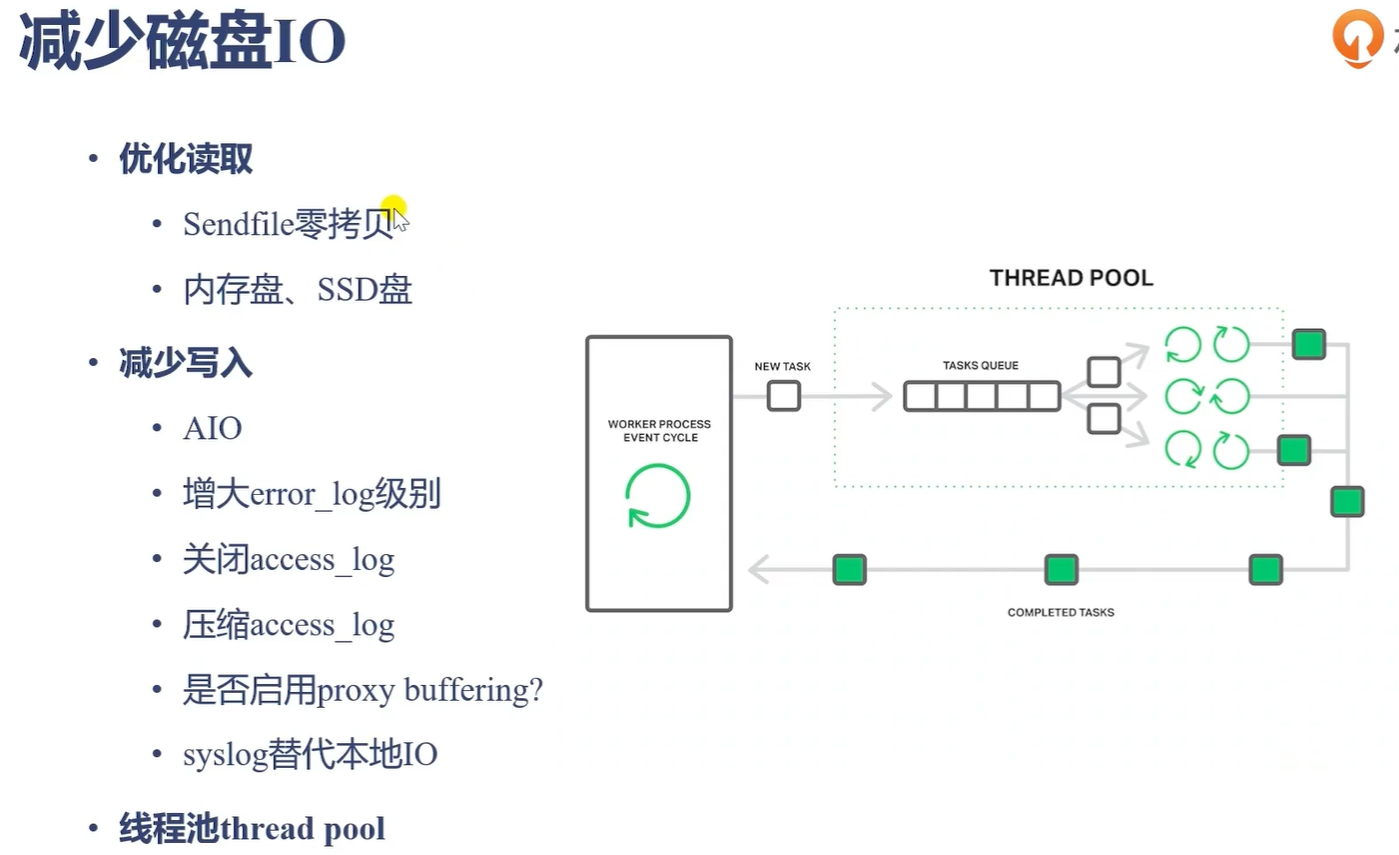 减少磁盘IO
• 优化读取
• Sendfile零拷贝
• 内存盘、SSD盘
• 减少写入
• AIO
• 增大error_log级别
• 关闭access_log
• 压缩access_log
• 是否启用proxy buffering?
• syslog替代本地IO
• 线程池thread pool
THREAD POOL
NEW TASK
TASKS QUEUE
WORKER PROCESS
EVENT CYCLE
COMPLETED TASKS